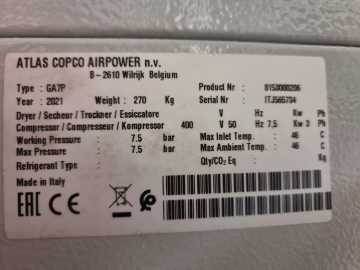 ATLAS COPCO AIRPOWER n.v.
B - 2610 Wilrijk Belgium
Type : GA7P Product Nr : 8153000206
Year : 2021 Weight : 270 Kg Serial Nr : ITJ565734
Dryer / Secheur / Trockner / Essiccatore V Hz Kw Ph
Compressor / Compresseur / Kompressor 400 V 50 Hz 7,5 Kw 3 Ph
Working Pressure : 7.5 bar Max Inlet Temp. : 46 C
Max Pressure : 7.5 bar Max Ambient Temp. : 46 C
Refrigerant Type : Qty/CO2 Eq : Kg
Made in Italy
EAC CE